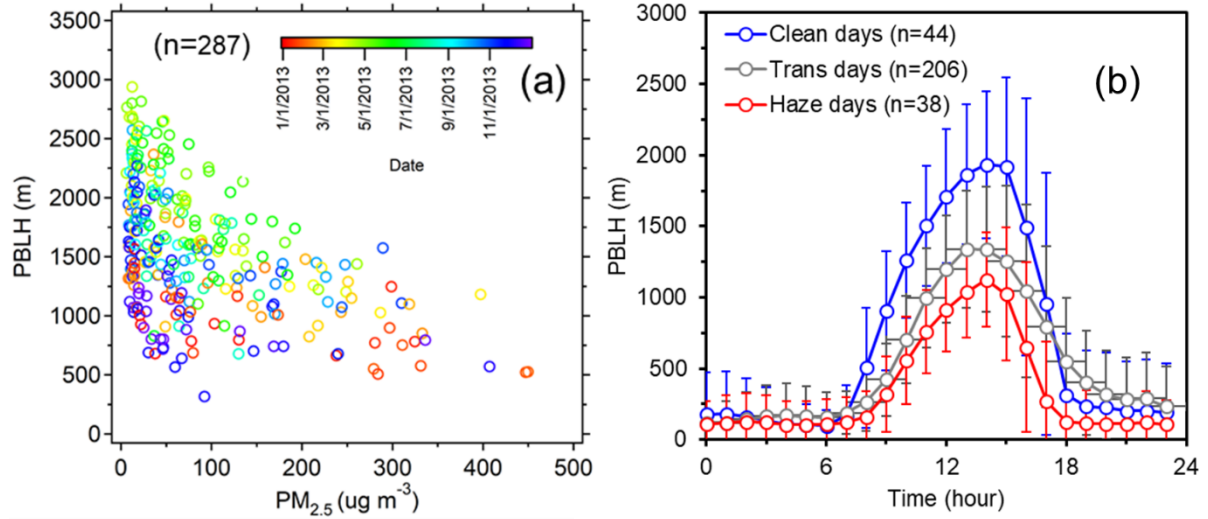 3500
3000
2500
2000
1500
1000
500
0
PBLH (m)
(n=287)
(a)
1/1/2013
3/1/2013
5/1/2013
7/1/2013
9/1/2013
11/1/2013
Date
0
100
200
300
400
500
PM2.5 (ug m-3)
3000
2500
2000
1500
1000
500
0
PBLH (m)
Clean days (n=44)
Trans days (n=206)
Haze days (n=38)
(b)
0
6
12
18
24
Time (hour)